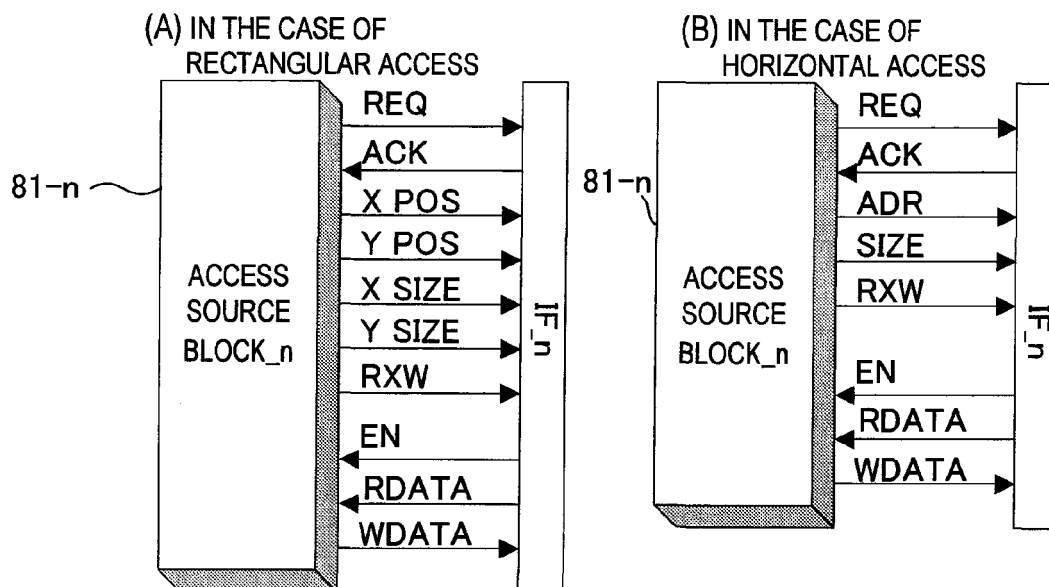 (A) IN THE CASE OF
RECTANGULAR ACCESS
81-n
ACCESS
SOURCE
BLOCK_n
REQ
ACK
X POS
Y POS
X SIZE
Y SIZE
RXW
EN
RDATA
WDATA
IF_n
(B) IN THE CASE OF
HORIZONTAL ACCESS
81-n
ACCESS
SOURCE
BLOCK_n
REQ
ACK
ADR
SIZE
RXW
EN
RDATA
WDATA
IF_n